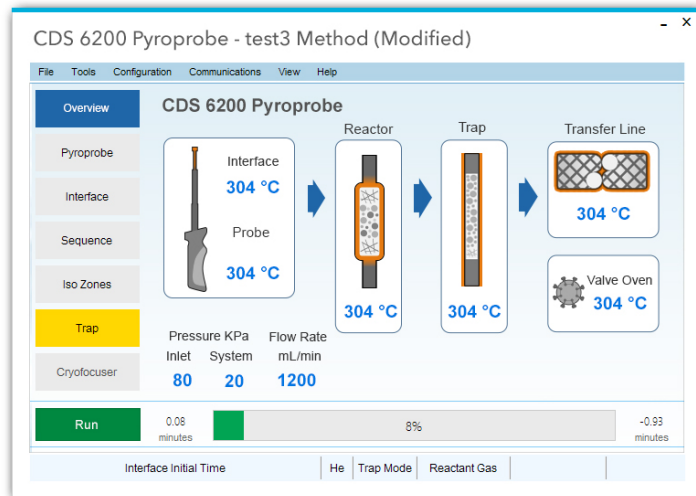 CDS 6200 Pyroprobe - test3 Method (Modified)
- ×
File Tools Configuration Communications View Help
Overview
Pyroprobe
Interface
Sequence
Iso Zones
Trap
Cryofocuser
CDS 6200 Pyroprobe
Interface
304 °C
Probe
304 °C
Reactor
304 °C
Trap
304 °C
Transfer Line
304 °C
Valve Oven
304 °C
Pressure KPa Flow Rate
Inlet System mL/min
80 20 1200
Run
0.08
minutes
8%
-0.93
minutes
Interface Initial Time He Trap Mode Reactant Gas